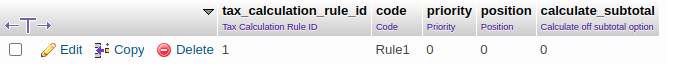 tax_calculation_rule_id code priority position calculate_subtotal
Tax Calculation Rule ID Code Priority Position Calculate off subtotal option
Edit Copy Delete 1 Rule1 0 0 0